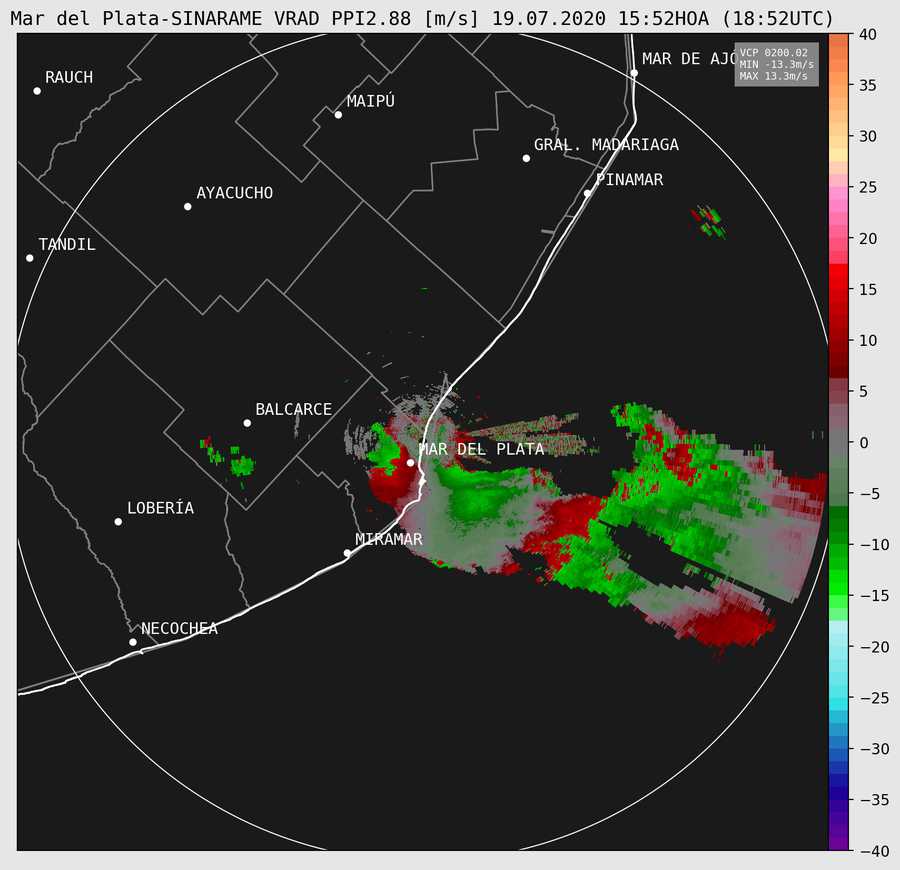 Mar del Plata-SINARAME VRAD PPI2.88 [m/s] 19.07.2020 15:52HOA (18:52UTC)
VCP 0200.02
MIN -13.3m/s
MAX 13.3m/s
MAR DE AJÓ
RAUCH
MAIPÚ
GRAL. MADARIAGA
PINAMAR
AYACUCHO
TANDIL
BALCARCE
MAR DEL PLATA
LOBERÍA
MIRAMAR
NECOCHEA
40
35
30
25
20
15
10
5
0
−5
−10
−15
−20
−25
−30
−35
−40